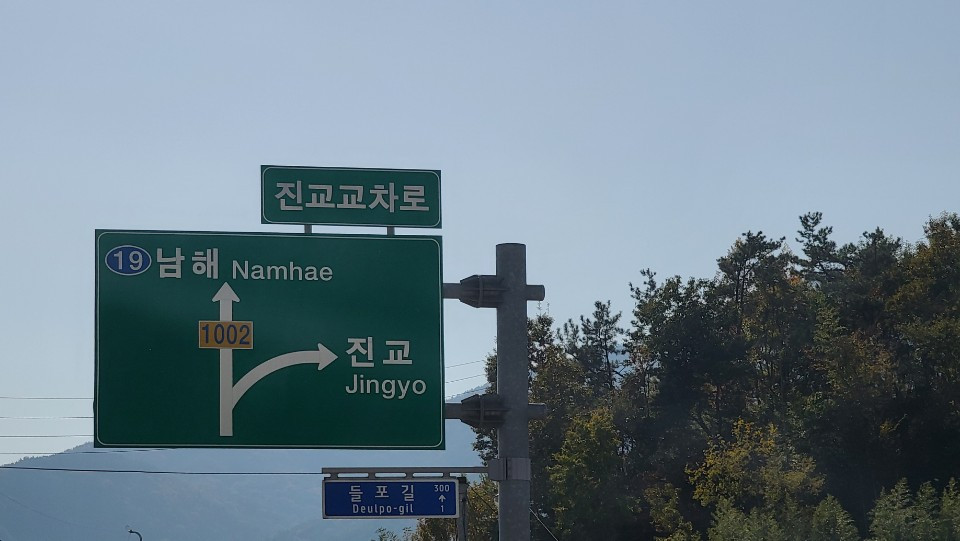 진교교차로
19 남해 Namhae
1002
진교
Jingyo
들포길
Deulpo-gil
300
↑
1